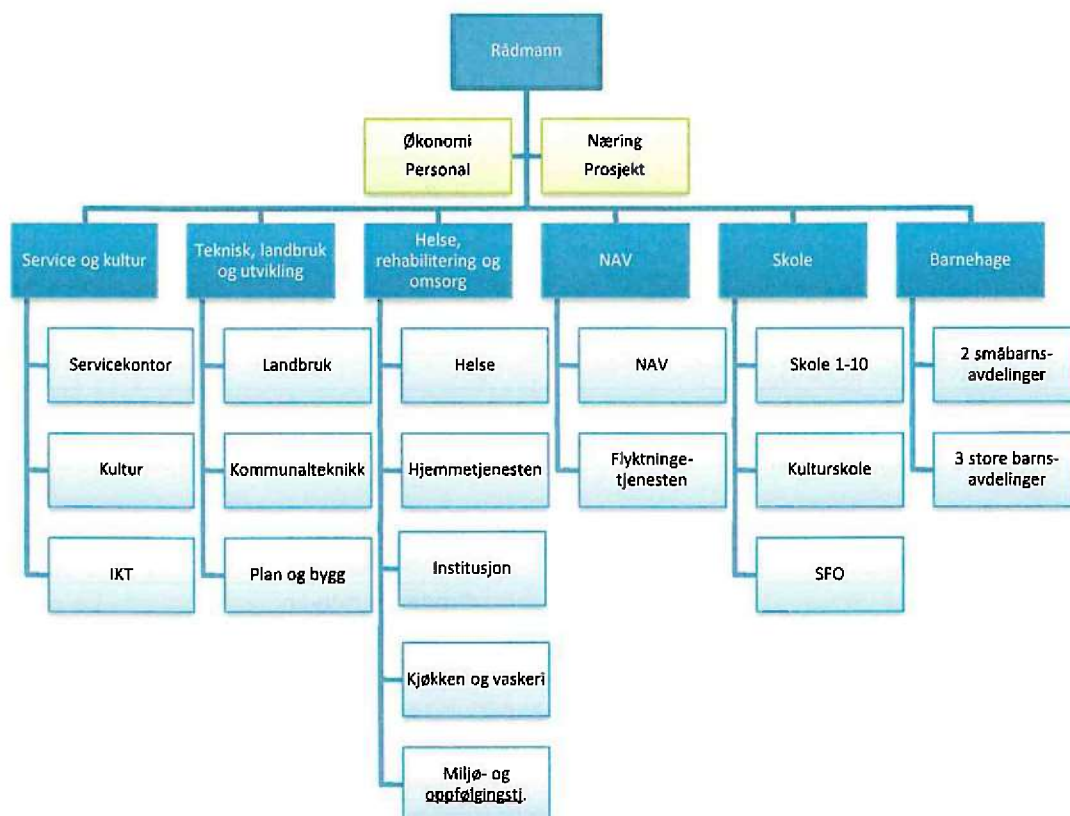 Rådmann
Økonomi
Personal
Næring
Prosjekt
Service og kultur
Teknisk, landbruk
og utvikling
Helse,
rehabilitering og
omsorg
NAV
Skole
Barnehage
Servicekontor
Kultur
IKT
Landbruk
Kommunalteknikk
Plan og bygg
Helse
Hjemmetjenesten
Institusjon
Kjøkken og vaskeri
Miljø- og
oppfølgingstj.
NAV
Flyktninge-
tjenesten
Skole 1-10
Kulturskole
SFO
2 småbarns-
avdelinger
3 store barns-
avdelinger